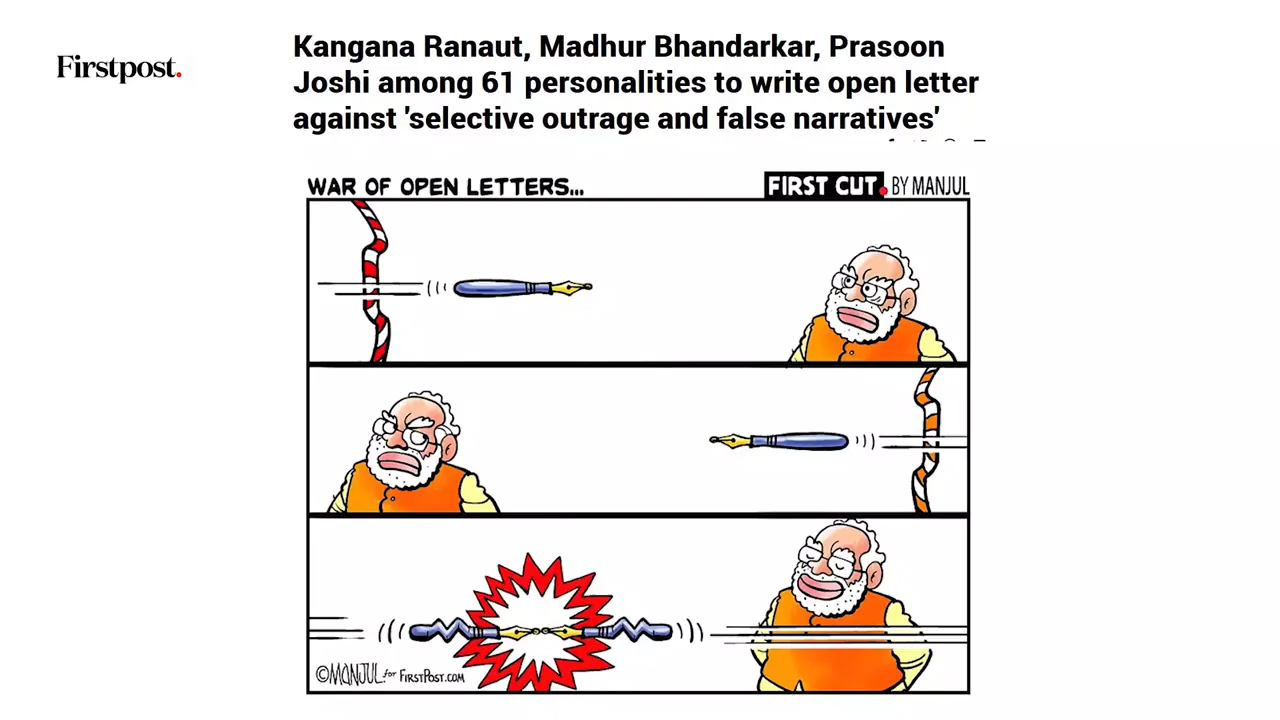 Firstpost.
Kangana Ranaut, Madhur Bhandarkar, Prasoon
Joshi among 61 personalities to write open letter
against 'selective outrage and false narratives'
WAR OF OPEN LETTERS...
FIRST CUT. BY MANJUL
©MANJUL for FIRSTPOST.COM